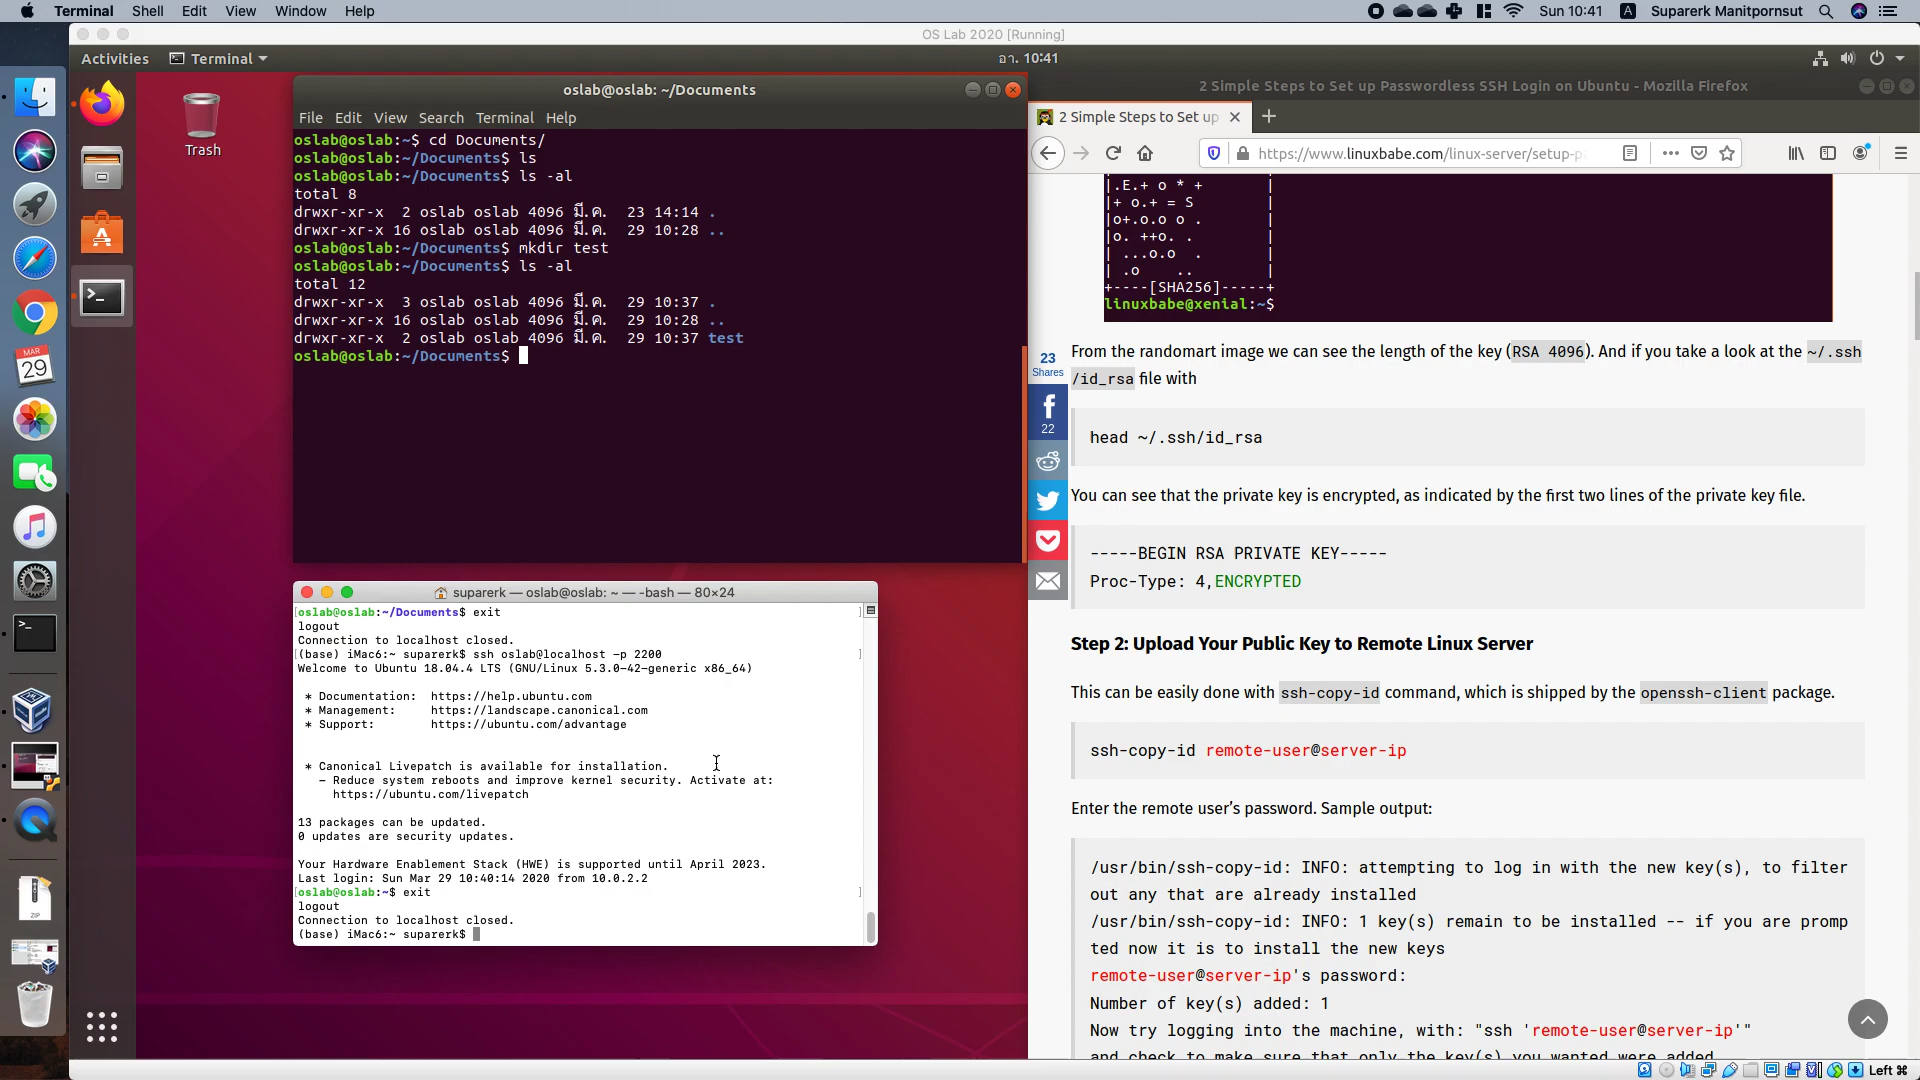 Terminal Shell Edit View Window Help
Sun 10:41 A Suparerk Manitpornsut
OS Lab 2020 [Running]
Activities Terminal
อา. 10:41
Trash
oslab@oslab: ~/Documents
File Edit View Search Terminal Help
oslab@oslab:~$ cd Documents/
oslab@oslab:~/Documents$ ls
oslab@oslab:~/Documents$ ls -al
total 8
drwxr-xr-x  2 oslab oslab 4096 มี.ค.  23 14:14 .
drwxr-xr-x 16 oslab oslab 4096 มี.ค.  29 10:28 ..
oslab@oslab:~/Documents$ mkdir test
oslab@oslab:~/Documents$ ls -al
total 12
drwxr-xr-x  3 oslab oslab 4096 มี.ค.  29 10:37 .
drwxr-xr-x 16 oslab oslab 4096 มี.ค.  29 10:28 ..
drwxr-xr-x  2 oslab oslab 4096 มี.ค.  29 10:37 test
oslab@oslab:~/Documents$
suparerk — oslab@oslab: ~ — -bash — 80×24
[oslab@oslab:~/Documents$ exit ]
logout
Connection to localhost closed.
[(base) iMac6:~ suparerk$ ssh oslab@localhost -p 2200 ]
Welcome to Ubuntu 18.04.4 LTS (GNU/Linux 5.3.0-42-generic x86_64)
* Documentation:  https://help.ubuntu.com
* Management:     https://landscape.canonical.com
* Support:        https://ubuntu.com/advantage
* Canonical Livepatch is available for installation.
- Reduce system reboots and improve kernel security. Activate at:
https://ubuntu.com/livepatch
13 packages can be updated.
0 updates are security updates.
Your Hardware Enablement Stack (HWE) is supported until April 2023.
Last login: Sun Mar 29 10:40:14 2020 from 10.0.2.2
[oslab@oslab:~$ exit ]
logout
Connection to localhost closed.
(base) iMac6:~ suparerk$
2 Simple Steps to Set up Passwordless SSH Login on Ubuntu - Mozilla Firefox
2 Simple Steps to Set up
https://www.linuxbabe.com/linux-server/setup-p
|.E.+ o * +       |
|+ o.+ = S        |
|o+.o.o o .       |
|o. ++o. .        |
| ...o.o  .       |
| .o    ..        |
+----[SHA256]-----+
linuxbabe@xenial:~$
23
Shares
22
From the randomart image we can see the length of the key (RSA 4096). And if you take a look at the ~/.ssh
/id_rsa file with
head ~/.ssh/id_rsa
You can see that the private key is encrypted, as indicated by the first two lines of the private key file.
-----BEGIN RSA PRIVATE KEY-----
Proc-Type: 4,ENCRYPTED
Step 2: Upload Your Public Key to Remote Linux Server
This can be easily done with ssh-copy-id command, which is shipped by the openssh-client package.
ssh-copy-id remote-user@server-ip
Enter the remote user’s password. Sample output:
/usr/bin/ssh-copy-id: INFO: attempting to log in with the new key(s), to filter
out any that are already installed
/usr/bin/ssh-copy-id: INFO: 1 key(s) remain to be installed -- if you are promp
ted now it is to install the new keys
remote-user@server-ip's password:
Number of key(s) added: 1
Now try logging into the machine, with: "ssh 'remote-user@server-ip'"
and check to make sure that only the key(s) you wanted were added
MAR
29
ZIP
Left ⌘